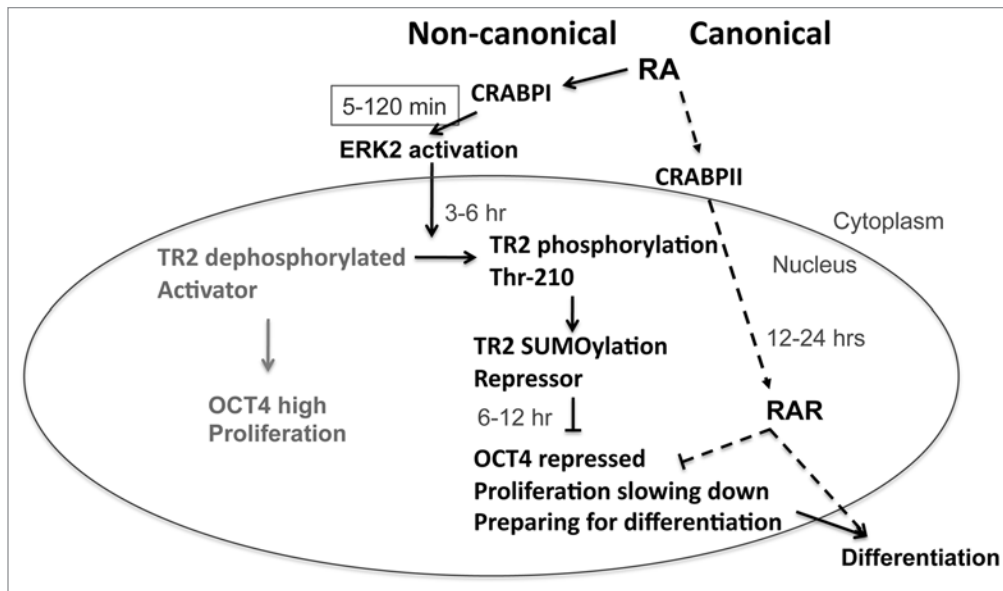 Non-canonical
Canonical
RA
CRABPI
5-120 min
ERK2 activation
CRABPII
3-6 hr
Cytoplasm
TR2 dephosphorylated
Activator
TR2 phosphorylation
Thr-210
Nucleus
TR2 SUMOylation
Repressor
12-24 hrs
OCT4 high
Proliferation
6-12 hr
RAR
OCT4 repressed
Proliferation slowing down
Preparing for differentiation
Differentiation